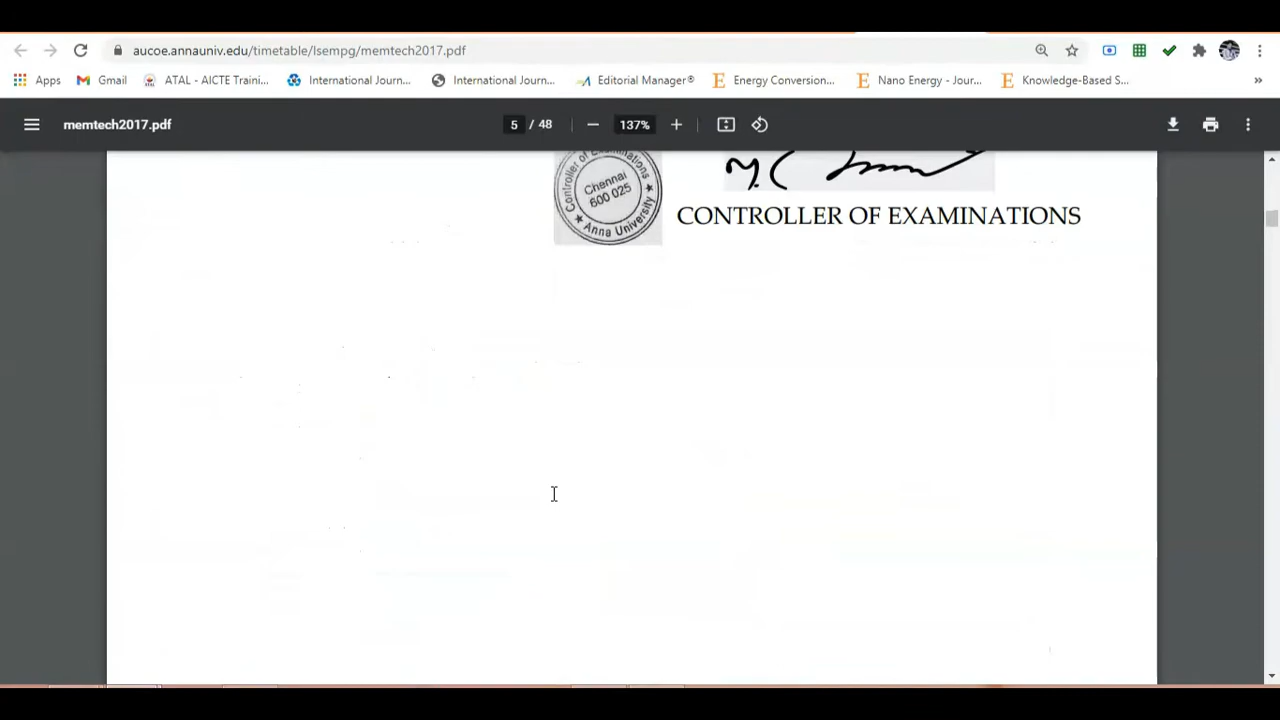 aucoe.annauniv.edu/timetable/Isempg/memtech2017.pdf
Apps
Gmail
ATAL - AICTE Traini...
International Journ...
International Journ...
Editorial Manager®
Energy Conversion...
Nano Energy - Jour...
Knowledge-Based S...
»
memtech2017.pdf
5 / 48
137%
Controller of Examinations
Chennai
600 025
★ Anna University ★
CONTROLLER OF EXAMINATIONS